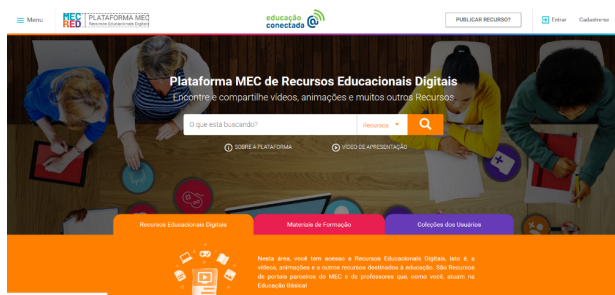 Menu
MEC RED
PLATAFORMA MEC
Recursos Educacionais Digitais
educação conectada
PUBLICAR RECURSO?
Entrar
Cadastre-se
Plataforma MEC de Recursos Educacionais Digitais
Encontre e compartilhe vídeos, animações e muitos outros Recursos
O que está buscando?
Recursos
SOBRE A PLATAFORMA
VÍDEO DE APRESENTAÇÃO
Recursos Educacionais Digitais
Materiais de Formação
Coleções dos Usuários
Nesta área, você tem acesso a Recursos Educacionais Digitais, isto é, a
vídeos, animações e a outros recursos destinados à educação. São Recursos
de portais parceiros do MEC e de professores que, como você, atuam na
Educação Básica!